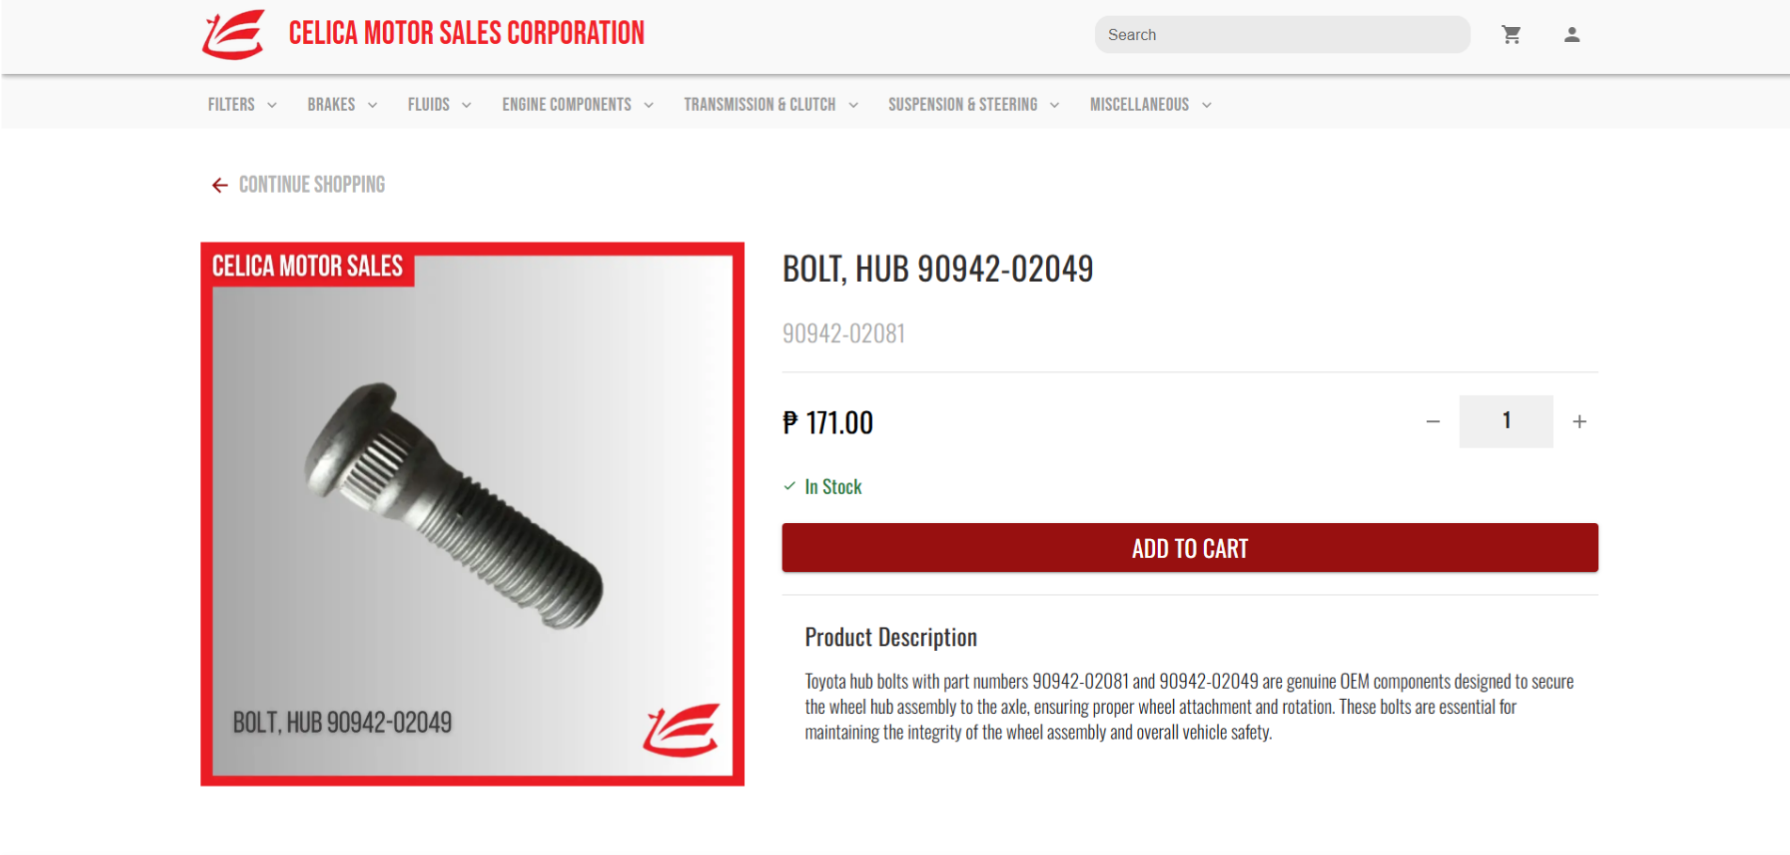 CELICA MOTOR SALES CORPORATION
Search
FILTERS
BRAKES
FLUIDS
ENGINE COMPONENTS
TRANSMISSION & CLUTCH
SUSPENSION & STEERING
MISCELLANEOUS
CONTINUE SHOPPING
CELICA MOTOR SALES
BOLT, HUB 90942-02049
BOLT, HUB 90942-02049
90942-02081
₱ 171.00
1
In Stock
ADD TO CART
Product Description
Toyota hub bolts with part numbers 90942-02081 and 90942-02049 are genuine OEM components designed to secure
the wheel hub assembly to the axle, ensuring proper wheel attachment and rotation. These bolts are essential for
maintaining the integrity of the wheel assembly and overall vehicle safety.